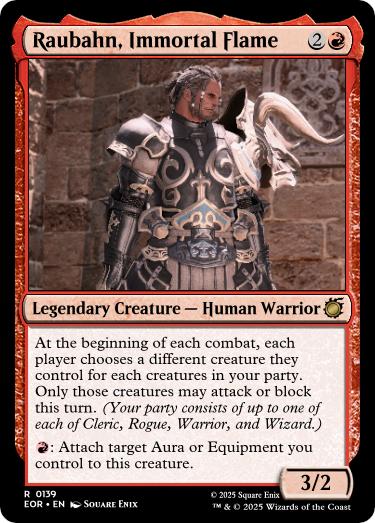 Raubahn, Immortal Flame 2
Legendary Creature — Human Warrior
At the beginning of each combat, each
player chooses a different creature they
control for each creatures in your party.
Only those creatures may attack or block
this turn. (Your party consists of up to one
of each of Cleric, Rogue, Warrior, and Wizard.)
: Attach target Aura or Equipment you
control to this creature.
3/2
R 0139
EOR • EN SQUARE ENIX
© 2025 Square Enix
™ & © 2025 Wizards of the Coast